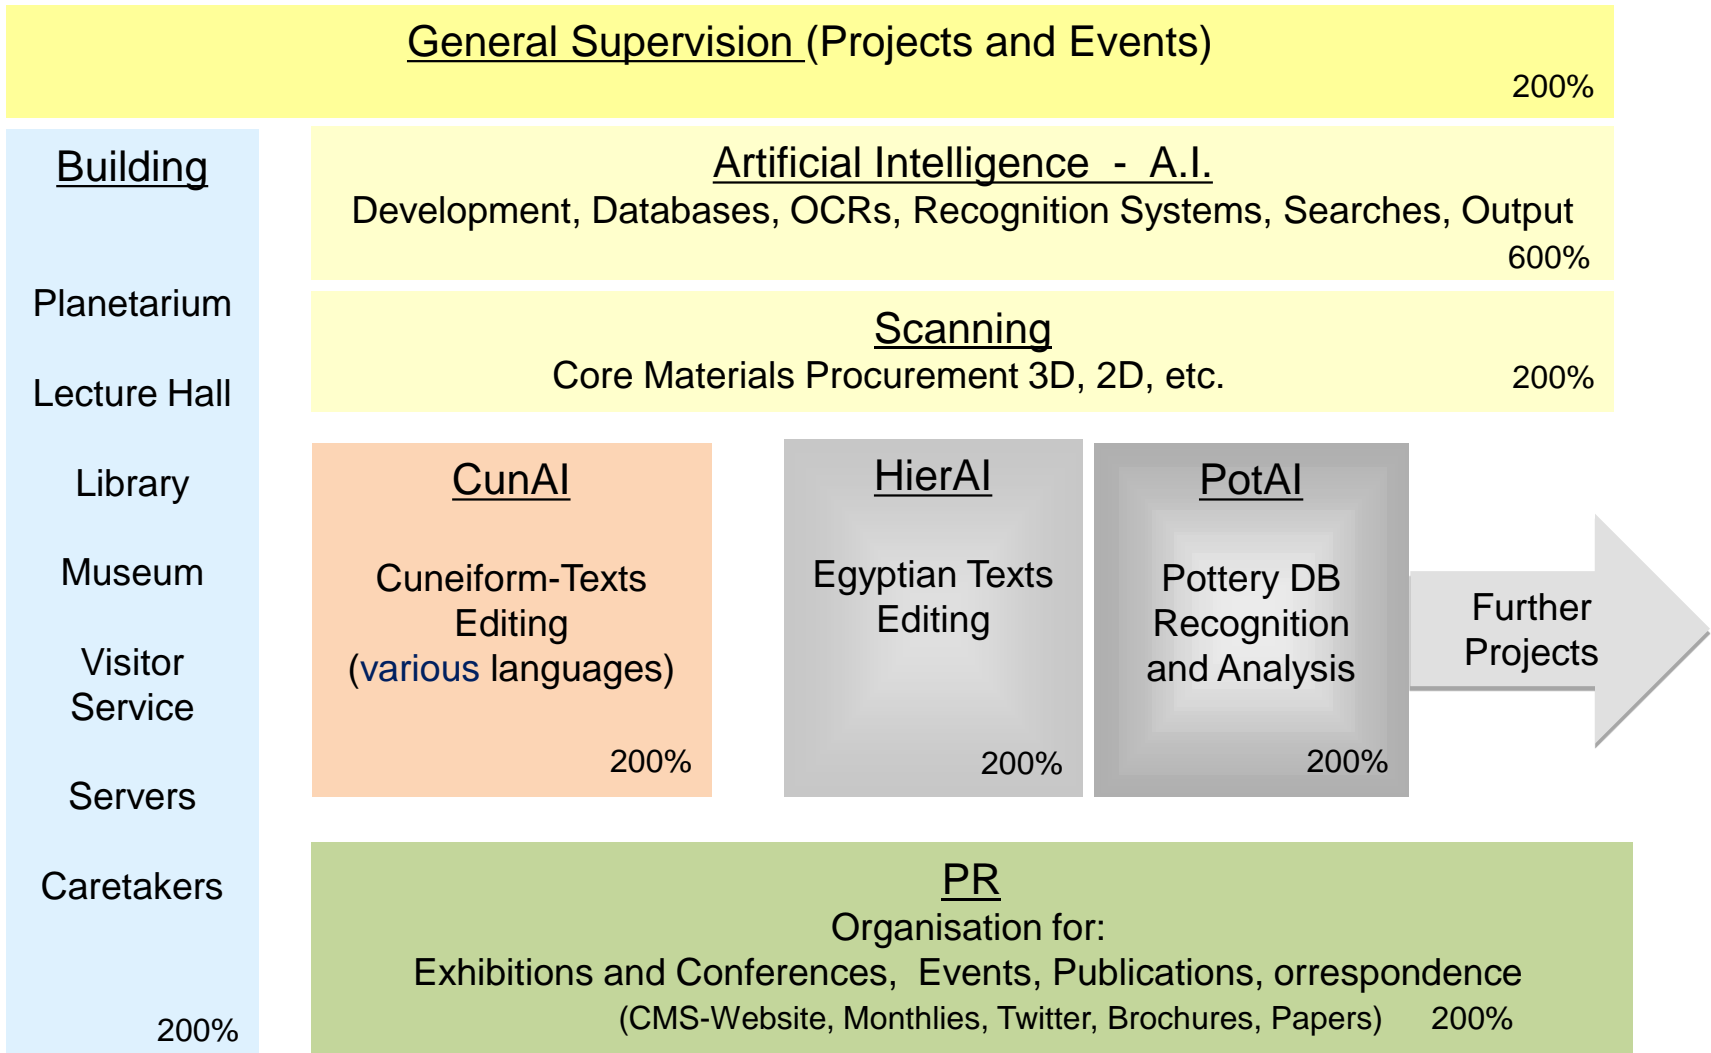 General Supervision (Projects and Events)
200%
Building
Planetarium
Lecture Hall
Library
Museum
Visitor
Service
Servers
Caretakers
200%
Artificial Intelligence - A.I.
Development, Databases, OCRs, Recognition Systems, Searches, Output
600%
Scanning
Core Materials Procurement 3D, 2D, etc. 200%
CunAI
Cuneiform-Texts
Editing
(various languages)
200%
HierAI
Egyptian Texts
Editing
200%
PotAI
Pottery DB
Recognition
and Analysis
200%
Further
Projects
PR
Organisation for:
Exhibitions and Conferences, Events, Publications, orrespondence
(CMS-Website, Monthlies, Twitter, Brochures, Papers) 200%